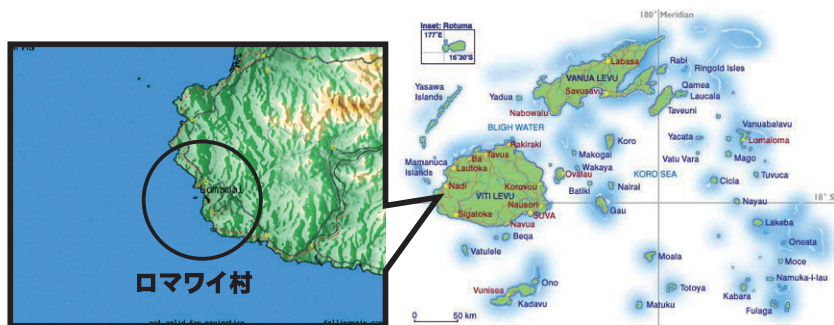 Lomawai
ロマワイ村
not valid for navigation
Inset: Rotuma
177°E
16°30'S
180° Meridian
Labasa
VANUA LEVU
Rabi
Ringold Isles
Yasawa
Islands
Yadua
Savusavu
Qamea
Laucala
Taveuni
Nabowalu
BLIGH WATER
Vanuabalavu
Rakiraki
Koro
Yacata
Lomaloma
Mamanuca
Islands
Tavua
Ba
Makogai
Vatu Vara
Mago
Lautoka
Wakaya
KORO SEA
Ovalau
Cicia
Tuvuca
Nadi
Korovou
Batiki
Nairai
VITI LEVU
Nausori
Gau
Nayau
18° S
Sigatoka
SUVA
Navua
Lakeba
Beqa
Vatulele
Oneata
Moala
Moce
Ono
Namuka-i-lau
Vunisea
Totoya
Kabara
Kadavu
Matuku
Fulaga
0
50 km